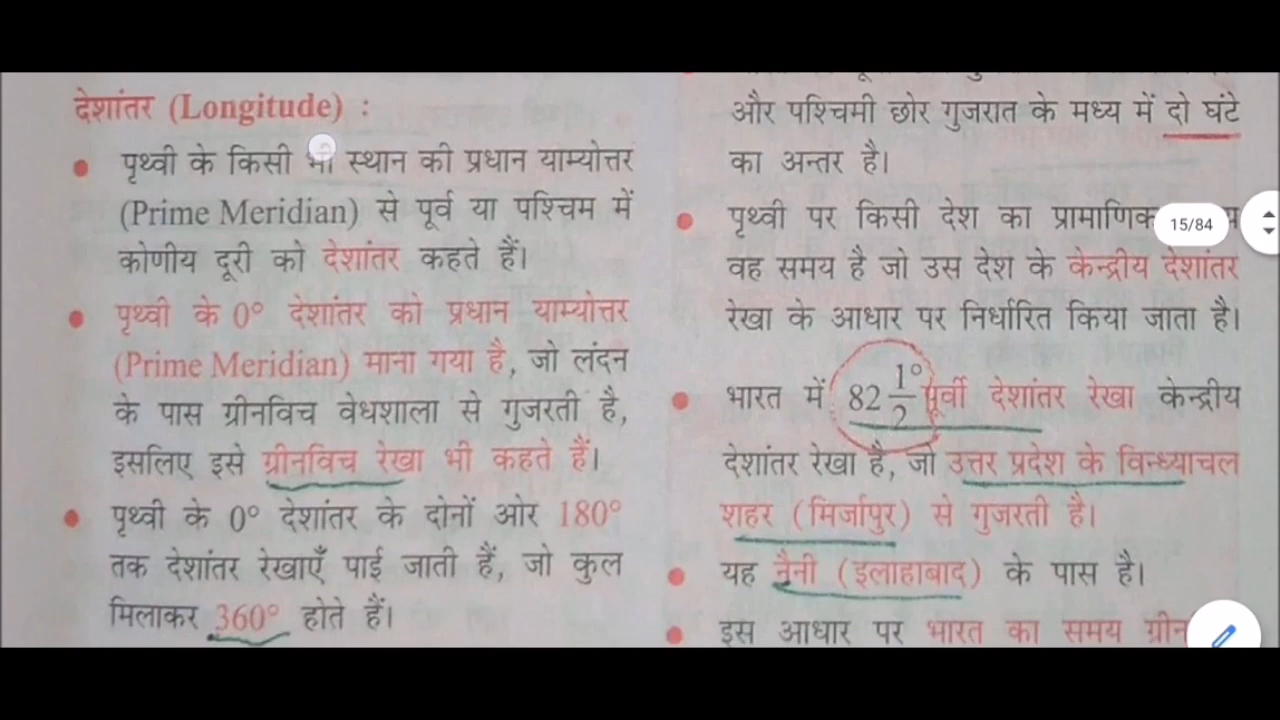 देशांतर (Longitude) :
• पृथ्वी के किसी भी स्थान की प्रधान याम्योत्तर
(Prime Meridian) से पूर्व या पश्चिम में
कोणीय दूरी को देशांतर कहते हैं।
• पृथ्वी के 0° देशांतर को प्रधान याम्योत्तर
(Prime Meridian) माना गया है, जो लंदन
के पास ग्रीनविच वेधशाला से गुजरती है,
इसलिए इसे ग्रीनविच रेखा भी कहते हैं।
• पृथ्वी के 0° देशांतर के दोनों ओर 180°
तक देशांतर रेखाएँ पाई जाती हैं, जो कुल
मिलाकर 360° होते हैं।
और पश्चिमी छोर गुजरात के मध्य में दो घंटे
का अन्तर है।
• पृथ्वी पर किसी देश का प्रामाणिक
वह समय है जो उस देश के केन्द्रीय देशांतर
रेखा के आधार पर निर्धारित किया जाता है।
• भारत में 82 1/2° पूर्वी देशांतर रेखा केन्द्रीय
देशांतर रेखा है, जो उत्तर प्रदेश के विन्ध्याचल
शहर (मिर्जापुर) से गुजरती है।
• यह नैनी (इलाहाबाद) के पास है।
• इस आधार पर भारत का समय
15/84